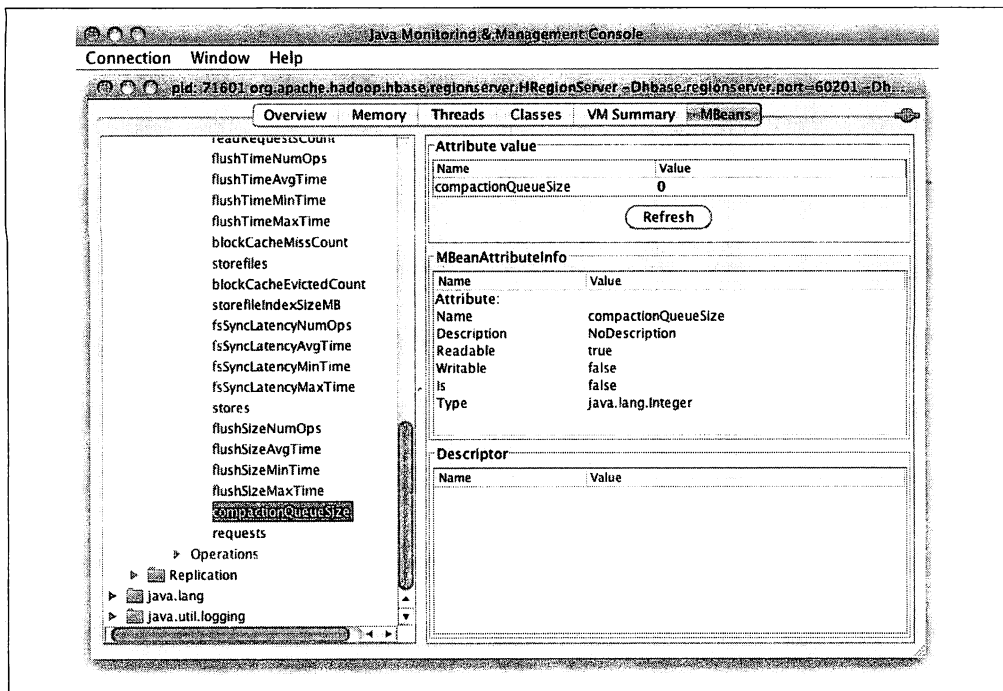 Java Monitoring & Management Console
Connection Window Help
pid: 71601 org.apache.hadoop.hbase.regionserver.HRegionServer -Dhbase.regionserver.port=60201 -Dh...
Overview Memory Threads Classes VM Summary MBeans
readRequestsCount
flushTimeNumOps
flushTimeAvgTime
flushTimeMinTime
flushTimeMaxTime
blockCacheMissCount
storefiles
blockCacheEvictedCount
storefileIndexSizeMB
fsSyncLatencyNumOps
fsSyncLatencyAvgTime
fsSyncLatencyMinTime
fsSyncLatencyMaxTime
stores
flushSizeNumOps
flushSizeAvgTime
flushSizeMinTime
flushSizeMaxTime
compactionQueueSize
requests
Operations
Replication
java.lang
java.util.logging
Attribute value
Name Value
compactionQueueSize 0
Refresh
MBeanAttributeInfo
Name Value
Attribute:
Name compactionQueueSize
Description NoDescription
Readable true
Writable false
Is false
Type java.lang.Integer
Descriptor
Name Value